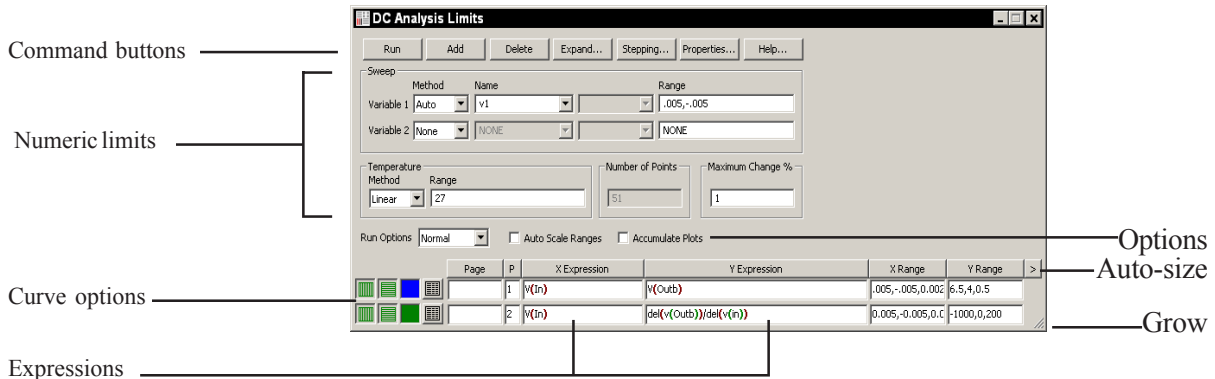 DC Analysis Limits
Command buttons
Run Add Delete Expand... Stepping... Properties... Help...
Sweep
Method Name Range
Variable 1 Auto v1 .005,-.005
Variable 2 None NONE NONE
Numeric limits
Temperature Number of Points Maximum Change %
Method Range
Linear 27 51 1
Run Options Normal Auto Scale Ranges Accumulate Plots
Options
Page P X Expression Y Expression X Range Y Range >
Auto-size
Curve options
1 V(In) V(Outb) .005,-.005,0.002 6.5,4,0.5
2 V(In) del(v(Outb))/del(v(in)) 0.005,-0.005,0.0 -1000,0,200
Grow
Expressions